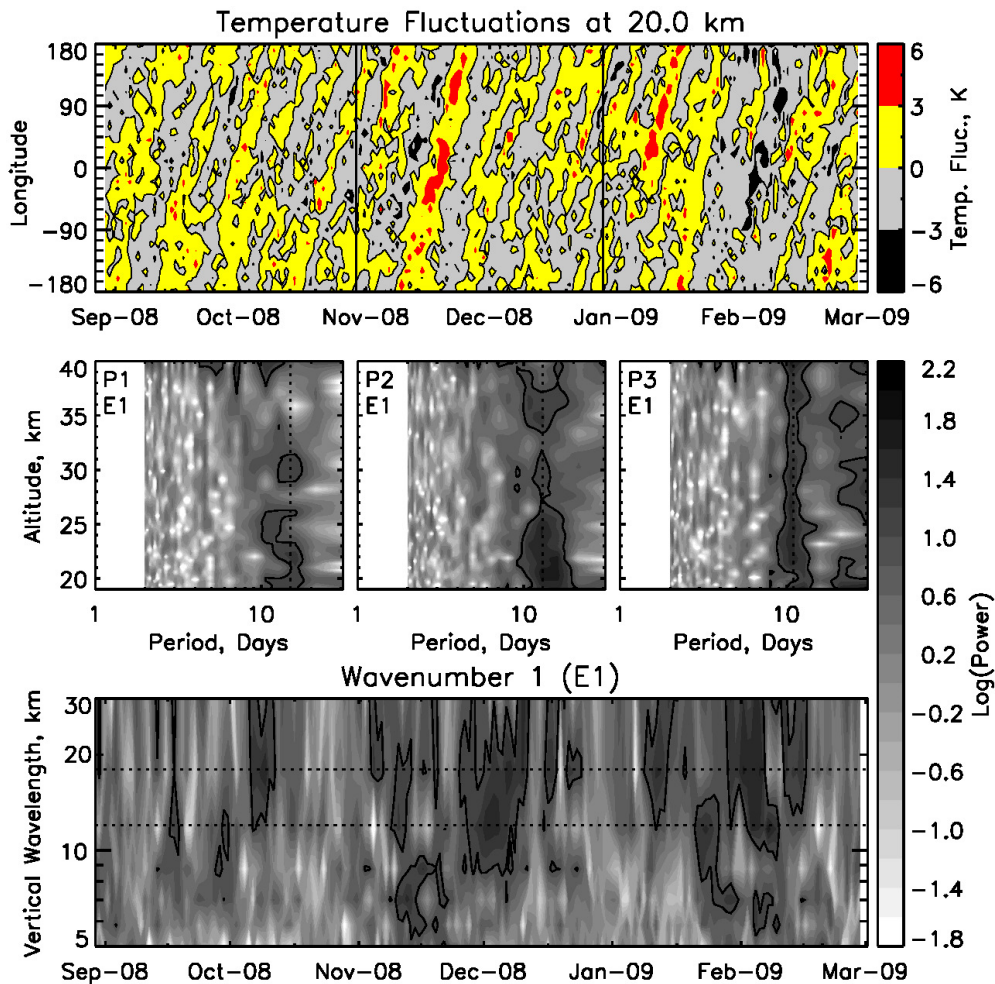 Temperature Fluctuations at 20.0 km
180
90
0
-90
-180
Longitude
Sep-08 Oct-08 Nov-08 Dec-08 Jan-09 Feb-09 Mar-09
6
3
0
-3
-6
Temp. Fluc., K
40
35
30
25
20
Altitude, km
P1
E1
P2
E1
P3
E1
1 10 1 10 1 10
Period, Days Period, Days Period, Days
2.2
1.8
1.4
1.0
0.6
0.2
-0.2
-0.6
-1.0
-1.4
-1.8
Log(Power)
Wavenumber 1 (E1)
30
20
10
5
Vertical Wavelength, km
Sep-08 Oct-08 Nov-08 Dec-08 Jan-09 Feb-09 Mar-09